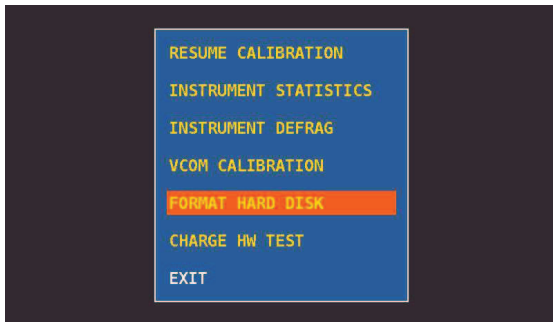 RESUME CALIBRATION
INSTRUMENT STATISTICS
INSTRUMENT DEFRAG
VCOM CALIBRATION
FORMAT HARD DISK
CHARGE HW TEST
EXIT